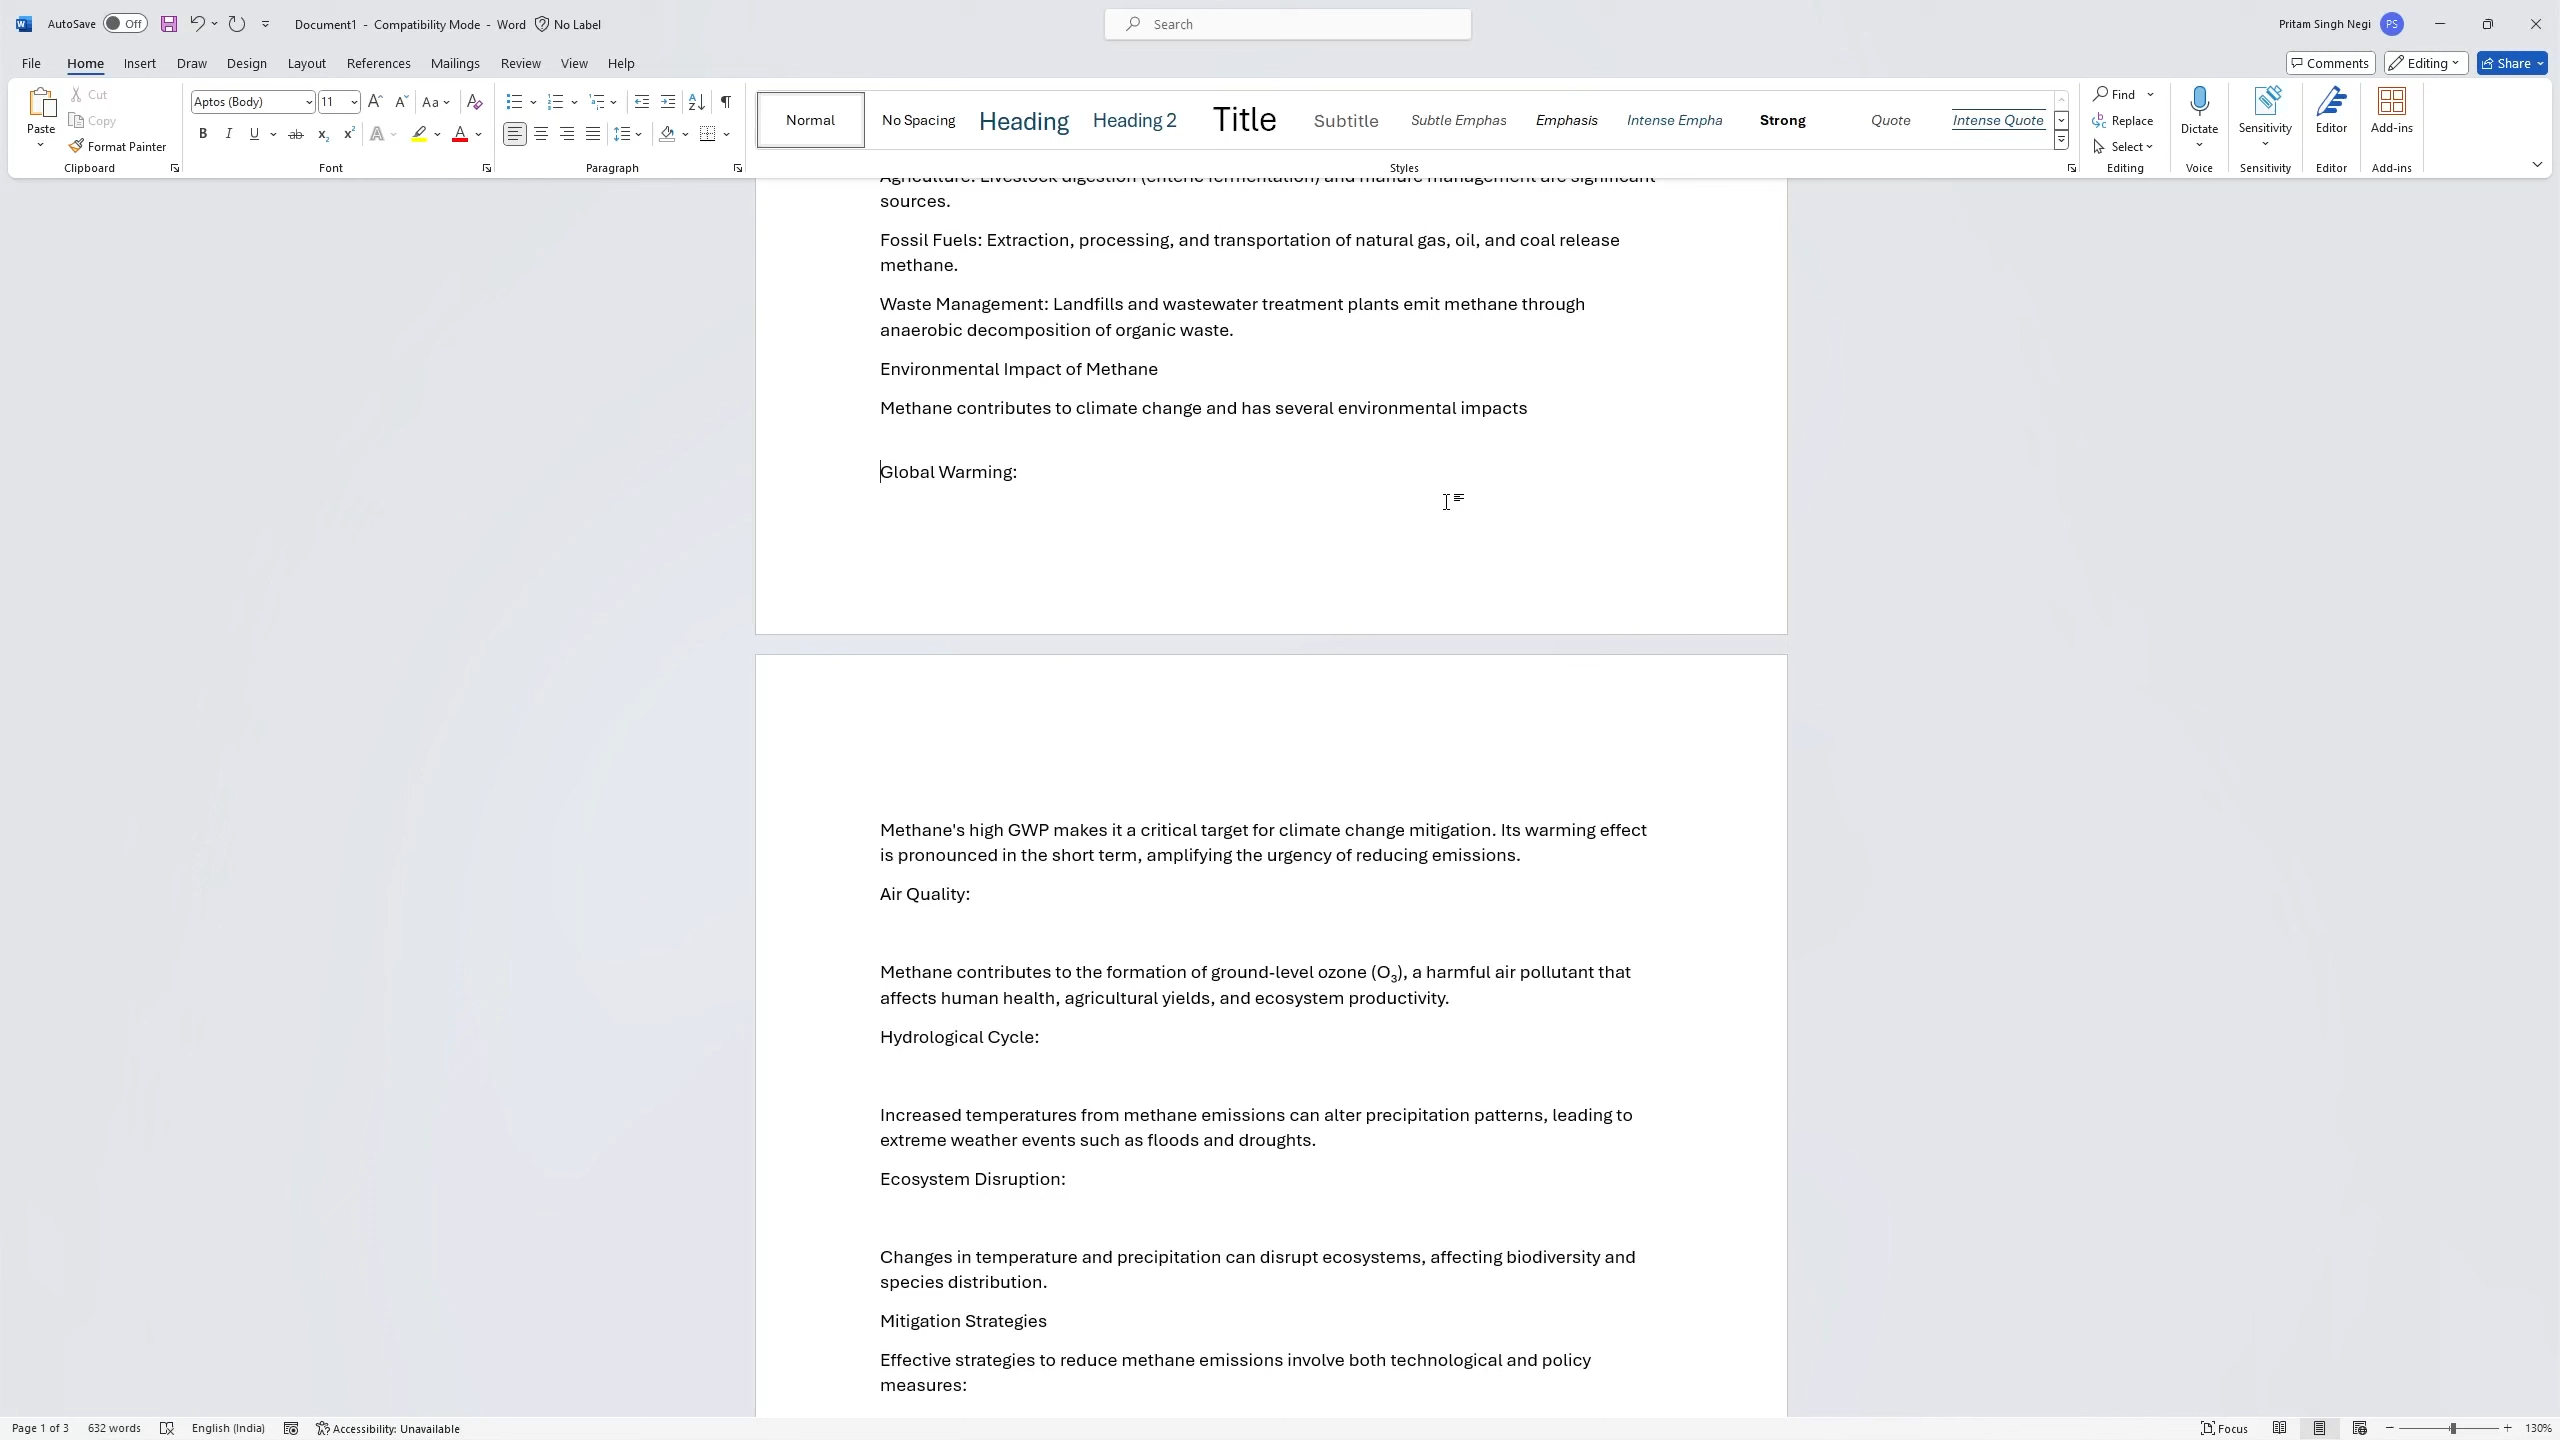 AutoSave Off Document1 - Compatibility Mode - Word No Label Search Pritam Singh Negi PS
File Home Insert Draw Design Layout References Mailings Review View Help Comments Editing Share
Paste Cut Copy Format Painter Clipboard
Aptos (Body) 11 Aa B I U ab x₂ x² A A Font
Paragraph
Normal No Spacing Heading Heading 2 Title Subtitle Subtle Emphas Emphasis Intense Empha Strong Quote Intense Quote Styles
Find Replace Select Editing Dictate Voice Sensitivity Sensitivity Editor Editor Add-ins Add-ins
Agriculture: Livestock digestion (enteric fermentation) and manure management are significant
sources.
Fossil Fuels: Extraction, processing, and transportation of natural gas, oil, and coal release
methane.
Waste Management: Landfills and wastewater treatment plants emit methane through
anaerobic decomposition of organic waste.
Environmental Impact of Methane
Methane contributes to climate change and has several environmental impacts
Global Warming:
Methane's high GWP makes it a critical target for climate change mitigation. Its warming effect
is pronounced in the short term, amplifying the urgency of reducing emissions.
Air Quality:
Methane contributes to the formation of ground-level ozone (O₃), a harmful air pollutant that
affects human health, agricultural yields, and ecosystem productivity.
Hydrological Cycle:
Increased temperatures from methane emissions can alter precipitation patterns, leading to
extreme weather events such as floods and droughts.
Ecosystem Disruption:
Changes in temperature and precipitation can disrupt ecosystems, affecting biodiversity and
species distribution.
Mitigation Strategies
Effective strategies to reduce methane emissions involve both technological and policy
measures:
Page 1 of 3 632 words English (India) Accessibility: Unavailable Focus 130%